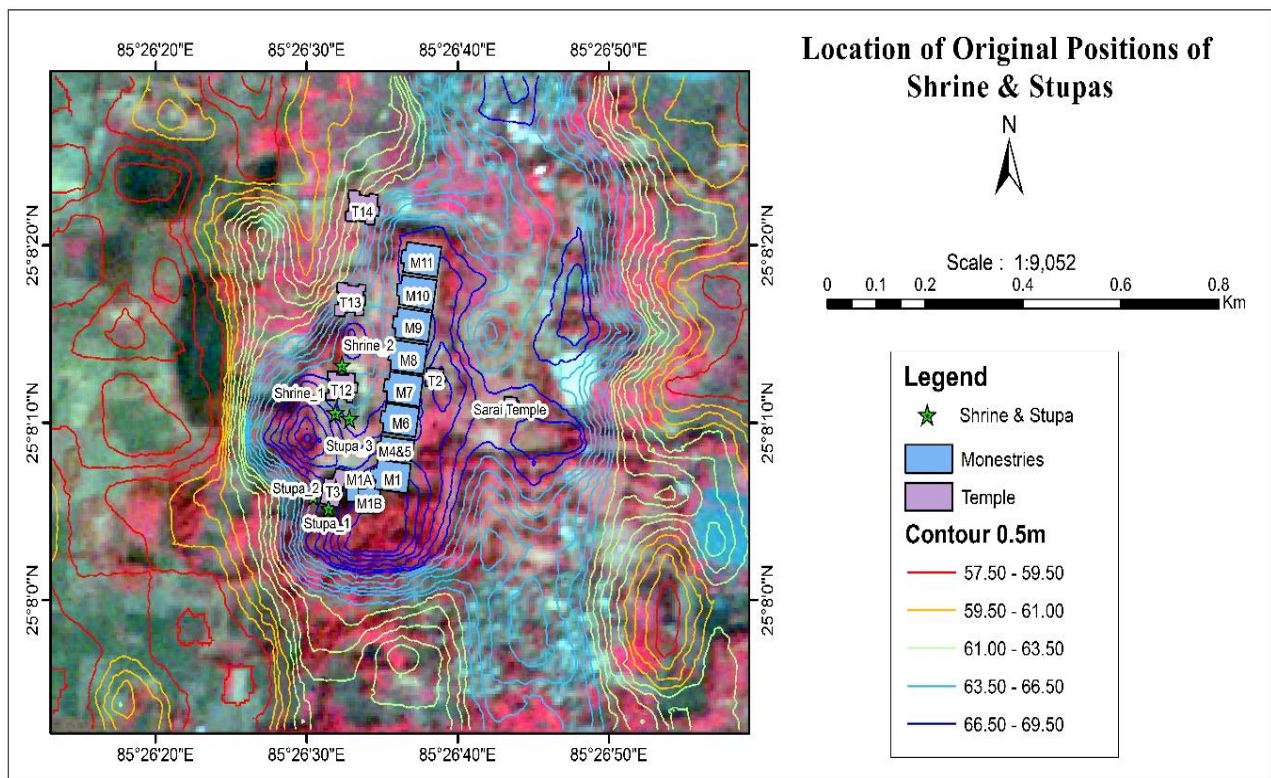 85°26'20"E 85°26'30"E 85°26'40"E 85°26'50"E
Location of Original Positions of
Shrine & Stupas
N
Scale : 1:9,052
0 0.1 0.2 0.4 0.6 0.8
Km
25°8'20"N
25°8'10"N
25°8'0"N
25°8'20"N
25°8'10"N
25°8'0"N
T14
M11
M10
T13
M9
Shrine_2
M8
T2
T12
M7
Shrine_1
Sarai Temple
M6
Stupa_3
M4&5
M1A
M1
Stupa_2
T3
M1B
Stupa_1
85°26'20"E 85°26'30"E 85°26'40"E 85°26'50"E
Legend
Shrine & Stupa
Monestries
Temple
Contour 0.5m
57.50 - 59.50
59.50 - 61.00
61.00 - 63.50
63.50 - 66.50
66.50 - 69.50